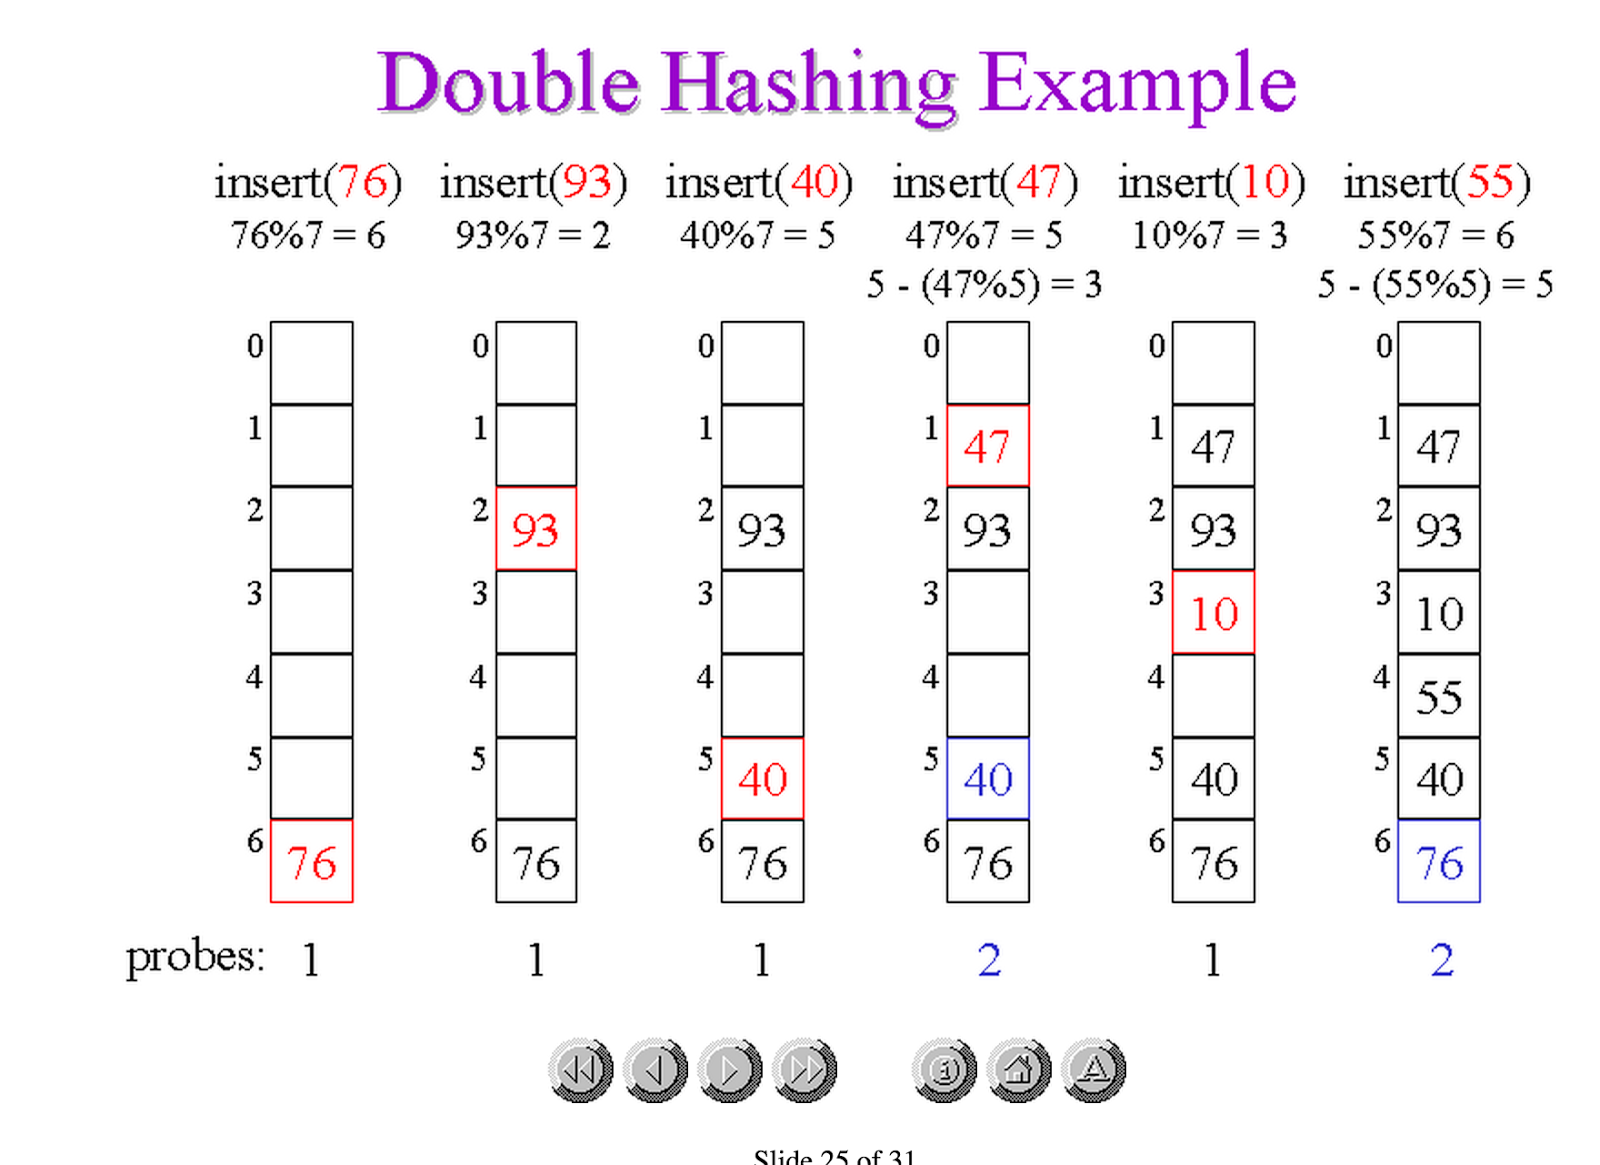 Double Hashing Example
insert(76) insert(93) insert(40) insert(47) insert(10) insert(55)
76%7 = 6 93%7 = 2 40%7 = 5 47%7 = 5 10%7 = 3 55%7 = 6
5 - (47%5) = 3 5 - (55%5) = 5
0 0 0 0 0 0
1 1 1 1 47 1 47 1 47
2 2 93 2 93 2 93 2 93 2 93
3 3 3 3 3 10 3 10
4 4 4 4 4 4 55
5 5 5 40 5 40 5 40 5 40
6 76 6 76 6 76 6 76 6 76 6 76
probes: 1 1 1 2 1 2
Slide 25 of 31